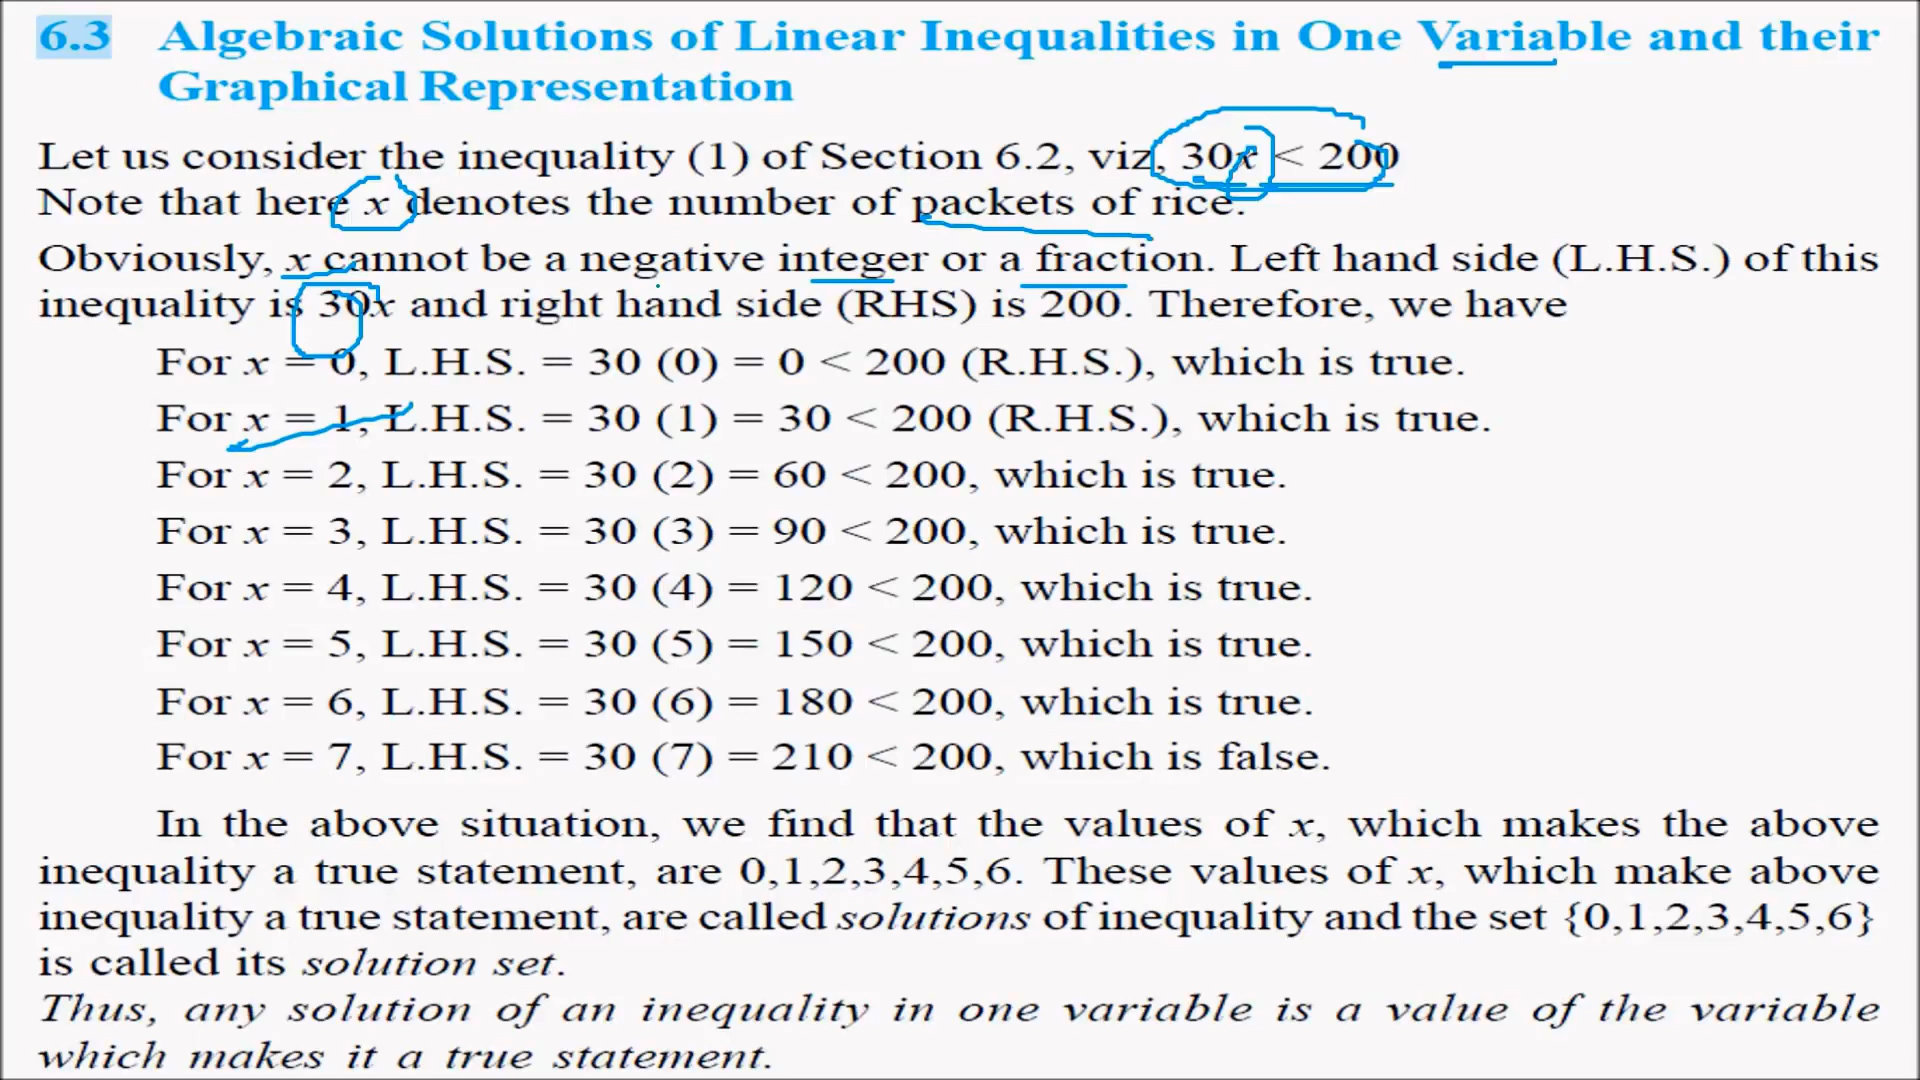 6.3 Algebraic Solutions of Linear Inequalities in One Variable and their
Graphical Representation
Let us consider the inequality (1) of Section 6.2, viz, 30x < 200
Note that here x denotes the number of packets of rice.
Obviously, x cannot be a negative integer or a fraction. Left hand side (L.H.S.) of this
inequality is 30x and right hand side (RHS) is 200. Therefore, we have
For x = 0, L.H.S. = 30 (0) = 0 < 200 (R.H.S.), which is true.
For x = 1, L.H.S. = 30 (1) = 30 < 200 (R.H.S.), which is true.
For x = 2, L.H.S. = 30 (2) = 60 < 200, which is true.
For x = 3, L.H.S. = 30 (3) = 90 < 200, which is true.
For x = 4, L.H.S. = 30 (4) = 120 < 200, which is true.
For x = 5, L.H.S. = 30 (5) = 150 < 200, which is true.
For x = 6, L.H.S. = 30 (6) = 180 < 200, which is true.
For x = 7, L.H.S. = 30 (7) = 210 < 200, which is false.
In the above situation, we find that the values of x, which makes the above
inequality a true statement, are 0,1,2,3,4,5,6. These values of x, which make above
inequality a true statement, are called solutions of inequality and the set {0,1,2,3,4,5,6}
is called its solution set.
Thus, any solution of an inequality in one variable is a value of the variable
which makes it a true statement.